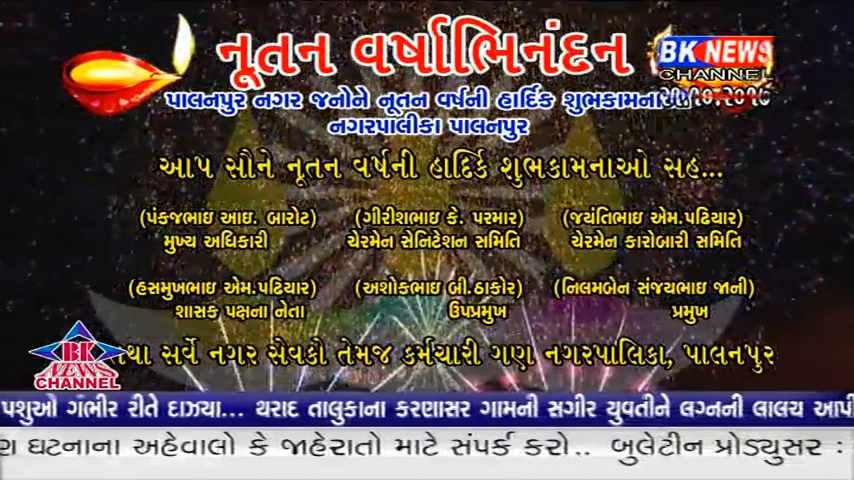 નૂતન વર્ષાભિનંદન
BK NEWS
CHANNEL
પાલનપુર નગર જનોને નૂતન વર્ષની હાર્દિક શુભકામના
નગરપાલીકા પાલનપુર
આપ સૌને નૂતન વર્ષની હાર્દિક શુભકામનાઓ સહ...
(પંકજભાઇ આઇ. બારોટ) (ગીરીશભાઇ કે. પરમાર) (જયંતિભાઇ એમ.પઢિયાર)
મુખ્ય અધિકારી ચેરમેન સેનિટેશન સમિતિ ચેરમેન કારોબારી સમિતિ
(હસમુખભાઇ એમ.પઢિયાર) (અશોકભાઇ બી.ઠાકોર) (નિલમબેન સંજયભાઇ જાની)
શાસક પક્ષના નેતા ઉપપ્રમુખ પ્રમુખ
તથા સર્વે નગર સેવકો તેમજ કર્મચારી ગણ નગરપાલિકા, પાલનપુર
BK
NEWS
CHANNEL
પશુઓ ગંભીર રીતે દાઝ્યા... થરાદ તાલુકાના કરણાસર ગામની સગીર યુવતીને લગ્નની લાલચ આપી
ઘટનાના અહેવાલો કે જાહેરાતો માટે સંપર્ક કરો.. બુલેટીન પ્રોડ્યુસર :